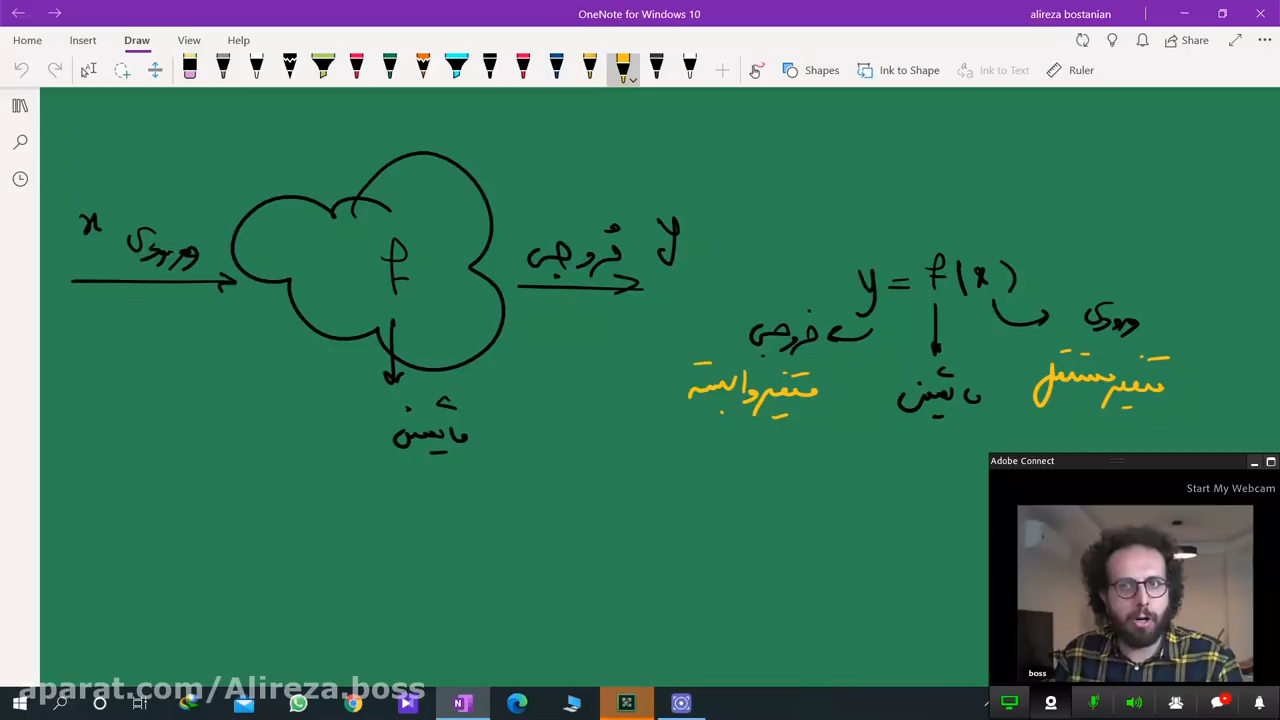 OneNote for Windows 10
alireza bostanian
Home Insert Draw View Help
Share
Shapes
Ink to Shape
Ink to Text
Ruler
x ورودی
f
خروجی y
ماشین
y = f(x)
خروجی
ورودی
ماشین
متغیر وابسته
متغیر مستقل
Adobe Connect
Start My Webcam
boss
aparat.com/Alireza.boss